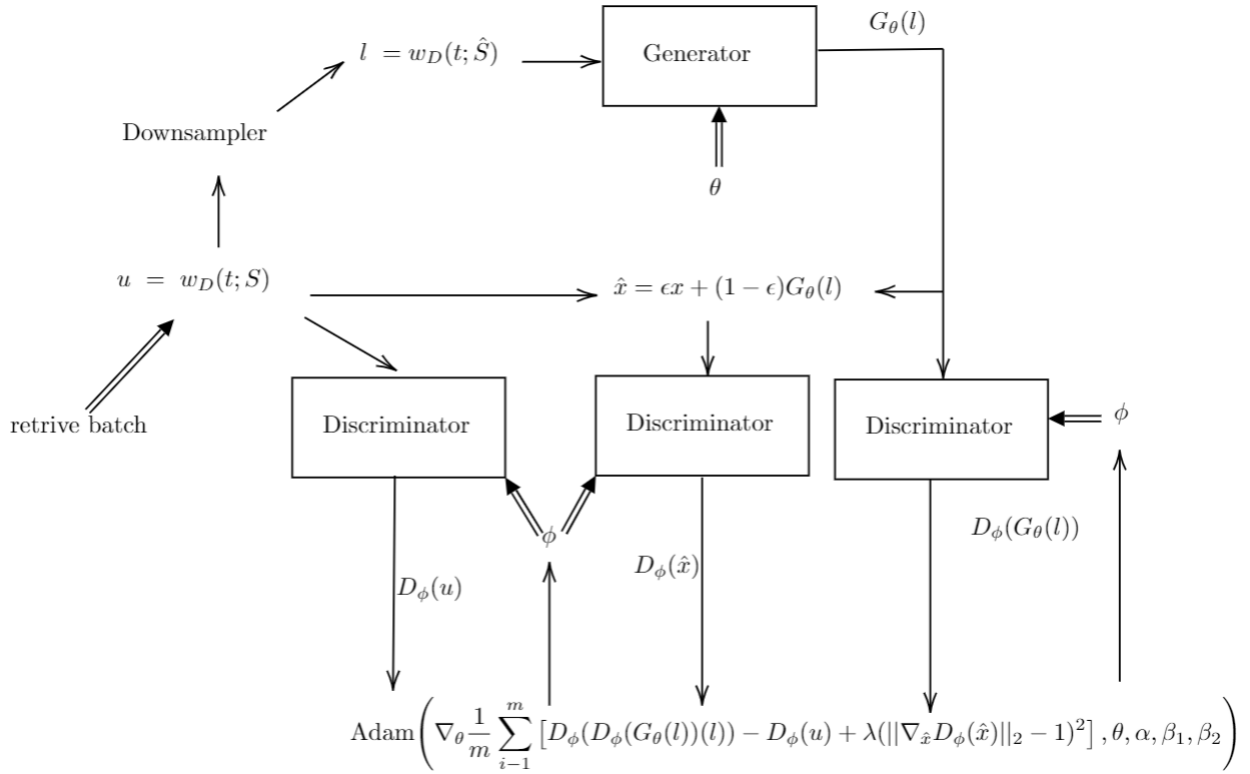 G_θ(l)
l = w_D(t; Ŝ)
Generator
Downsampler
θ
u = w_D(t; S)
x̂ = ϵx + (1 − ϵ)G_θ(l)
retrive batch
Discriminator
Discriminator
Discriminator
ϕ
ϕ
D_ϕ(u)
D_ϕ(x̂)
D_ϕ(G_θ(l))
Adam(∇_θ 1/m ∑_{i−1}^{m} [D_ϕ(D_ϕ(G_θ(l))(l)) − D_ϕ(u) + λ(||∇_x̂ D_ϕ(x̂)||_2 − 1)^2] , θ, α, β_1, β_2)